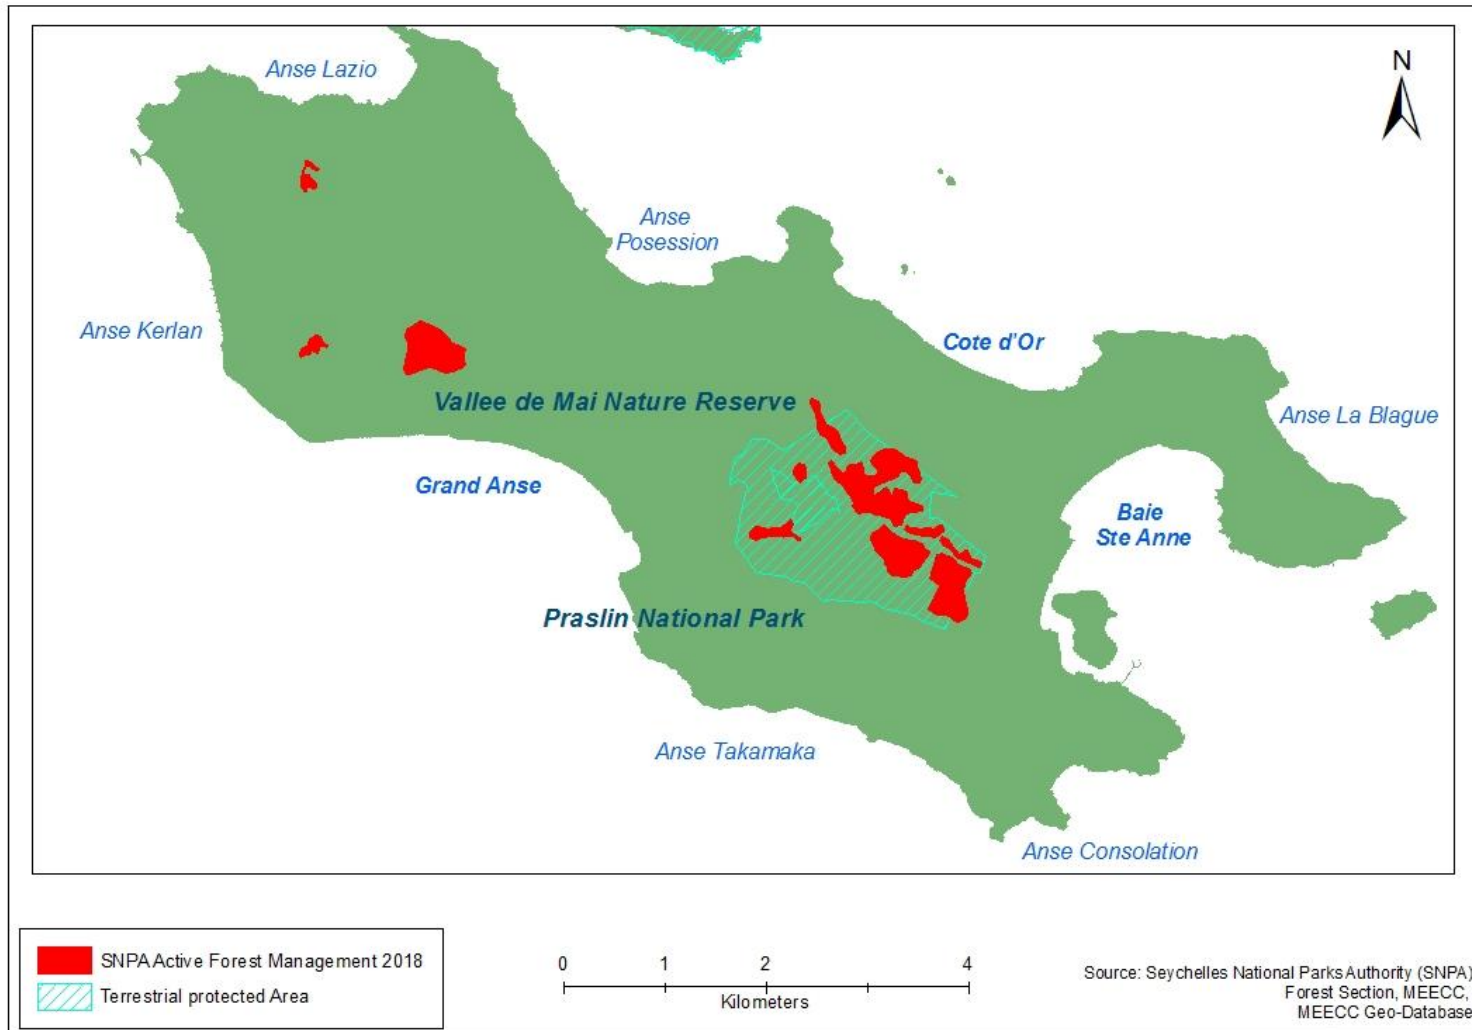 Anse Lazio
N
Anse
Posession
Anse Kerlan
Cote d'Or
Vallee de Mai Nature Reserve
Anse La Blague
Grand Anse
Baie
Ste Anne
Praslin National Park
Anse Takamaka
Anse Consolation
SNPA Active Forest Management 2018
Terrestrial protected Area
0 1 2 4
Kilometers
Source: Seychelles National Parks Authority (SNPA)
Forest Section, MEECC,
MEECC Geo-Database